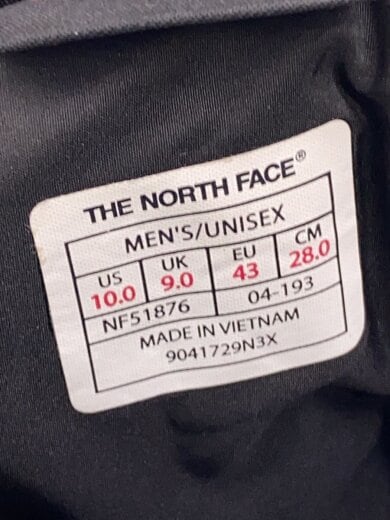 THE NORTH FACE®
MEN'S/UNISEX
US UK EU CM
10.0 9.0 43 28.0
NF51876 04-193
MADE IN VIETNAM
9041729N3X